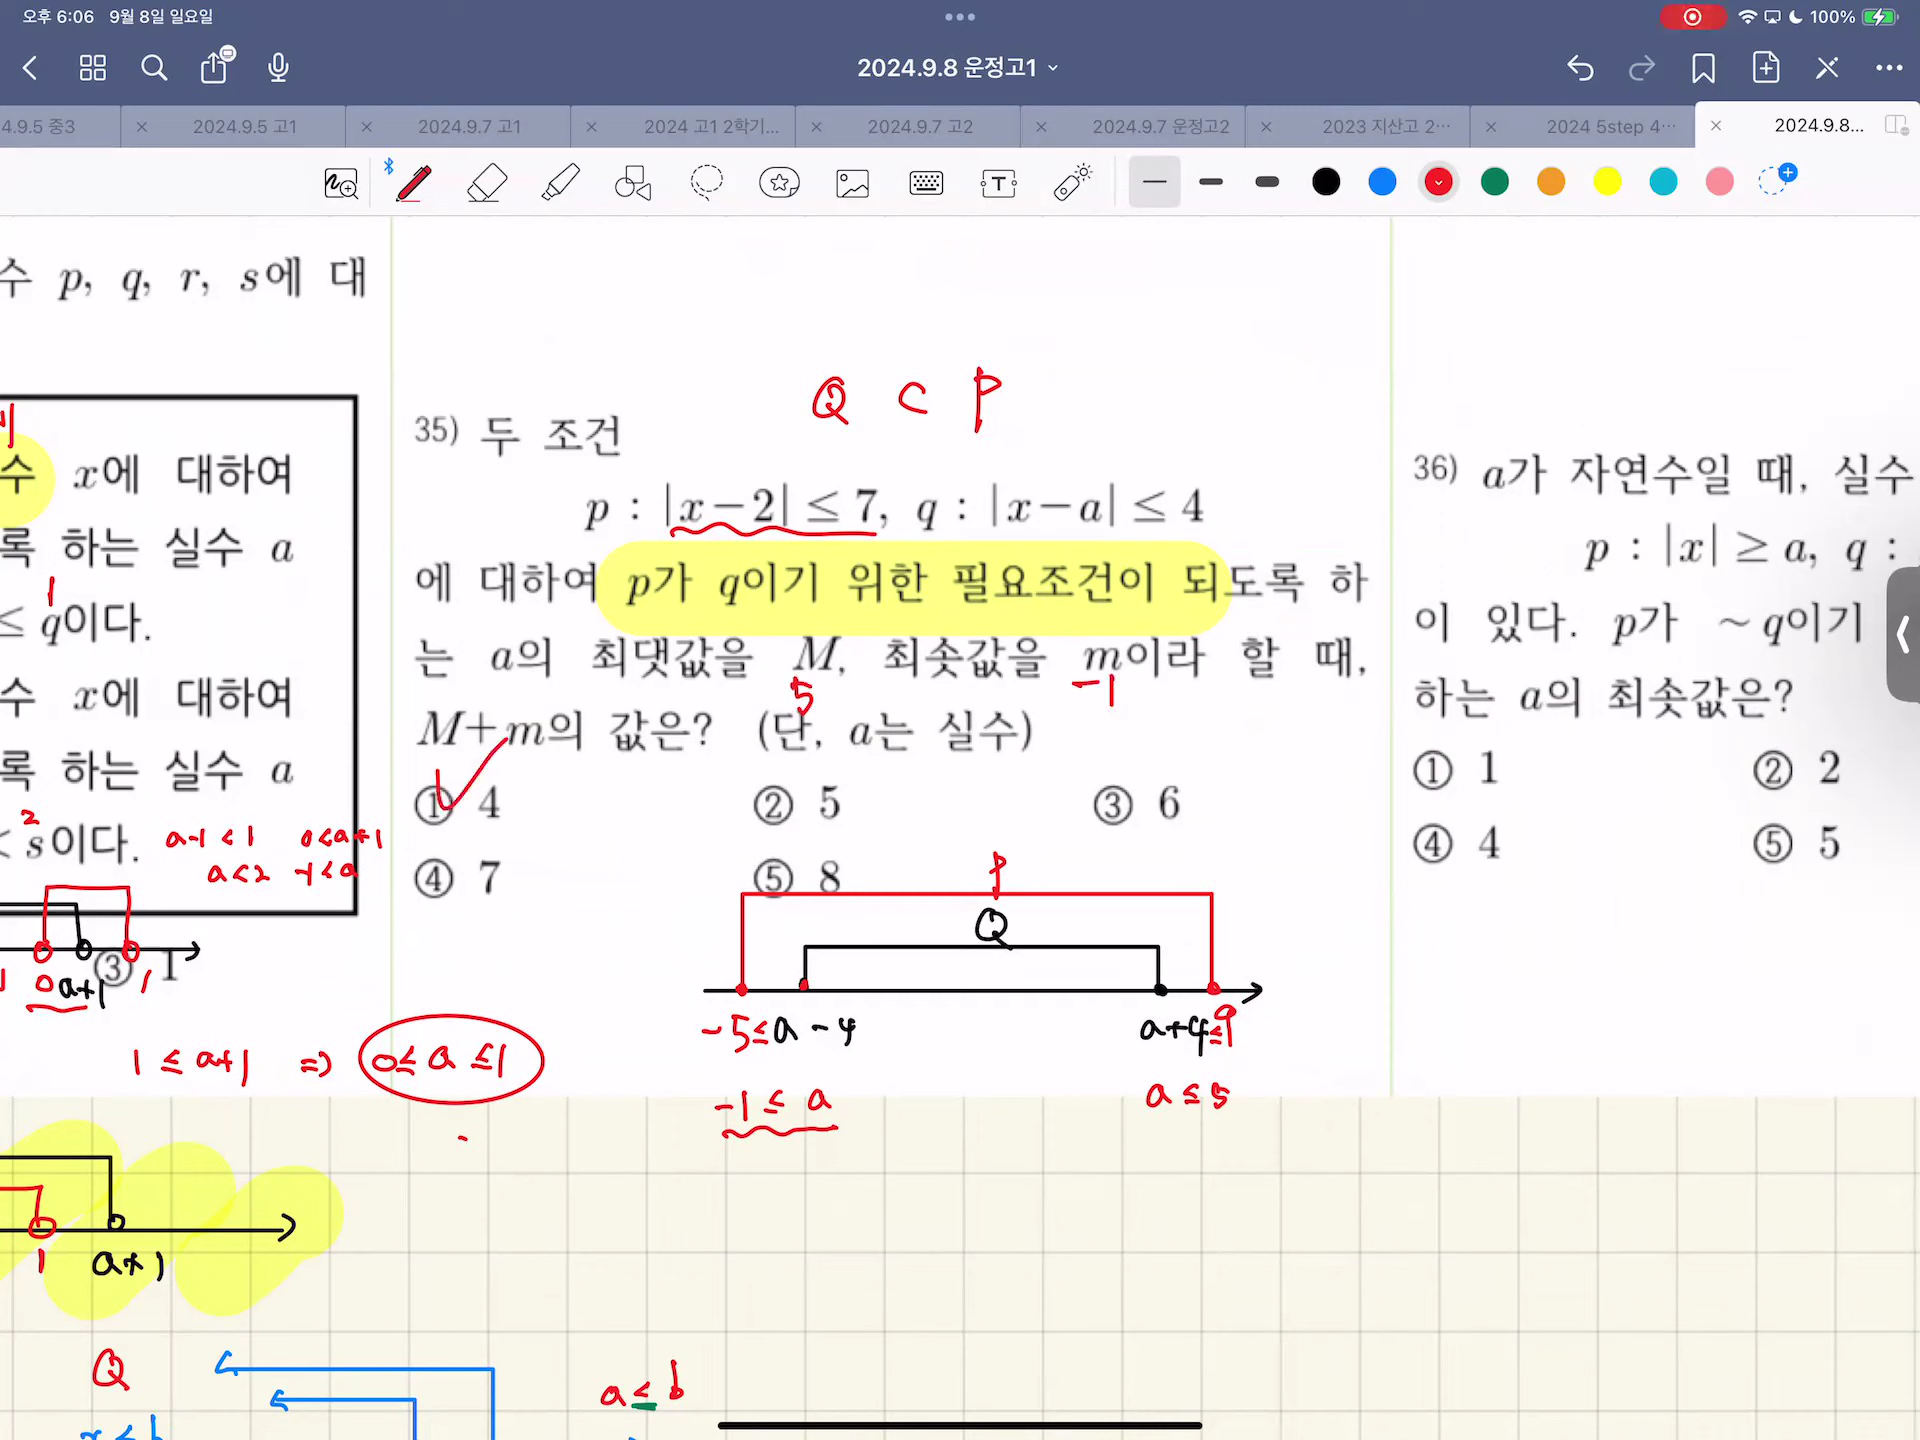 오후 6:06 9월 8일 일요일
100%
2024.9.8 운정고1
4.9.5 중3
2024.9.5 고1
2024.9.7 고1
2024 고1 2학기...
2024.9.7 고2
2024.9.7 운정고2
2023 지산고 2...
2024 5step 4...
2024.9.8...
수 p, q, r, s에 대
수 x에 대하여
록 하는 실수 a
1
≤ q이다.
수 x에 대하여
록 하는 실수 a
2
< s이다.
a-1<1 0<a+1
a<2 -1<a
③ 1
0 a+1 1
1 ≤ a+1 ⇒ 0≤ a ≤1
1 a+1
Q
x ≤ b
Q ⊂ P
35) 두 조건
p : |x-2| ≤ 7, q : |x-a| ≤ 4
에 대하여 p가 q이기 위한 필요조건이 되도록 하
는 a의 최댓값을 M, 최솟값을 m이라 할 때,
5 -1
M+m의 값은? (단, a는 실수)
① 4 ② 5 ③ 6
④ 7 ⑤ 8
P
Q
-5≤a-4 a+4≤9
-1 ≤ a a ≤ 5
a ≤ b
36) a가 자연수일 때, 실수
p : |x| ≥ a, q :
이 있다. p가 ~q이기
하는 a의 최솟값은?
① 1 ② 2
④ 4 ⑤ 5